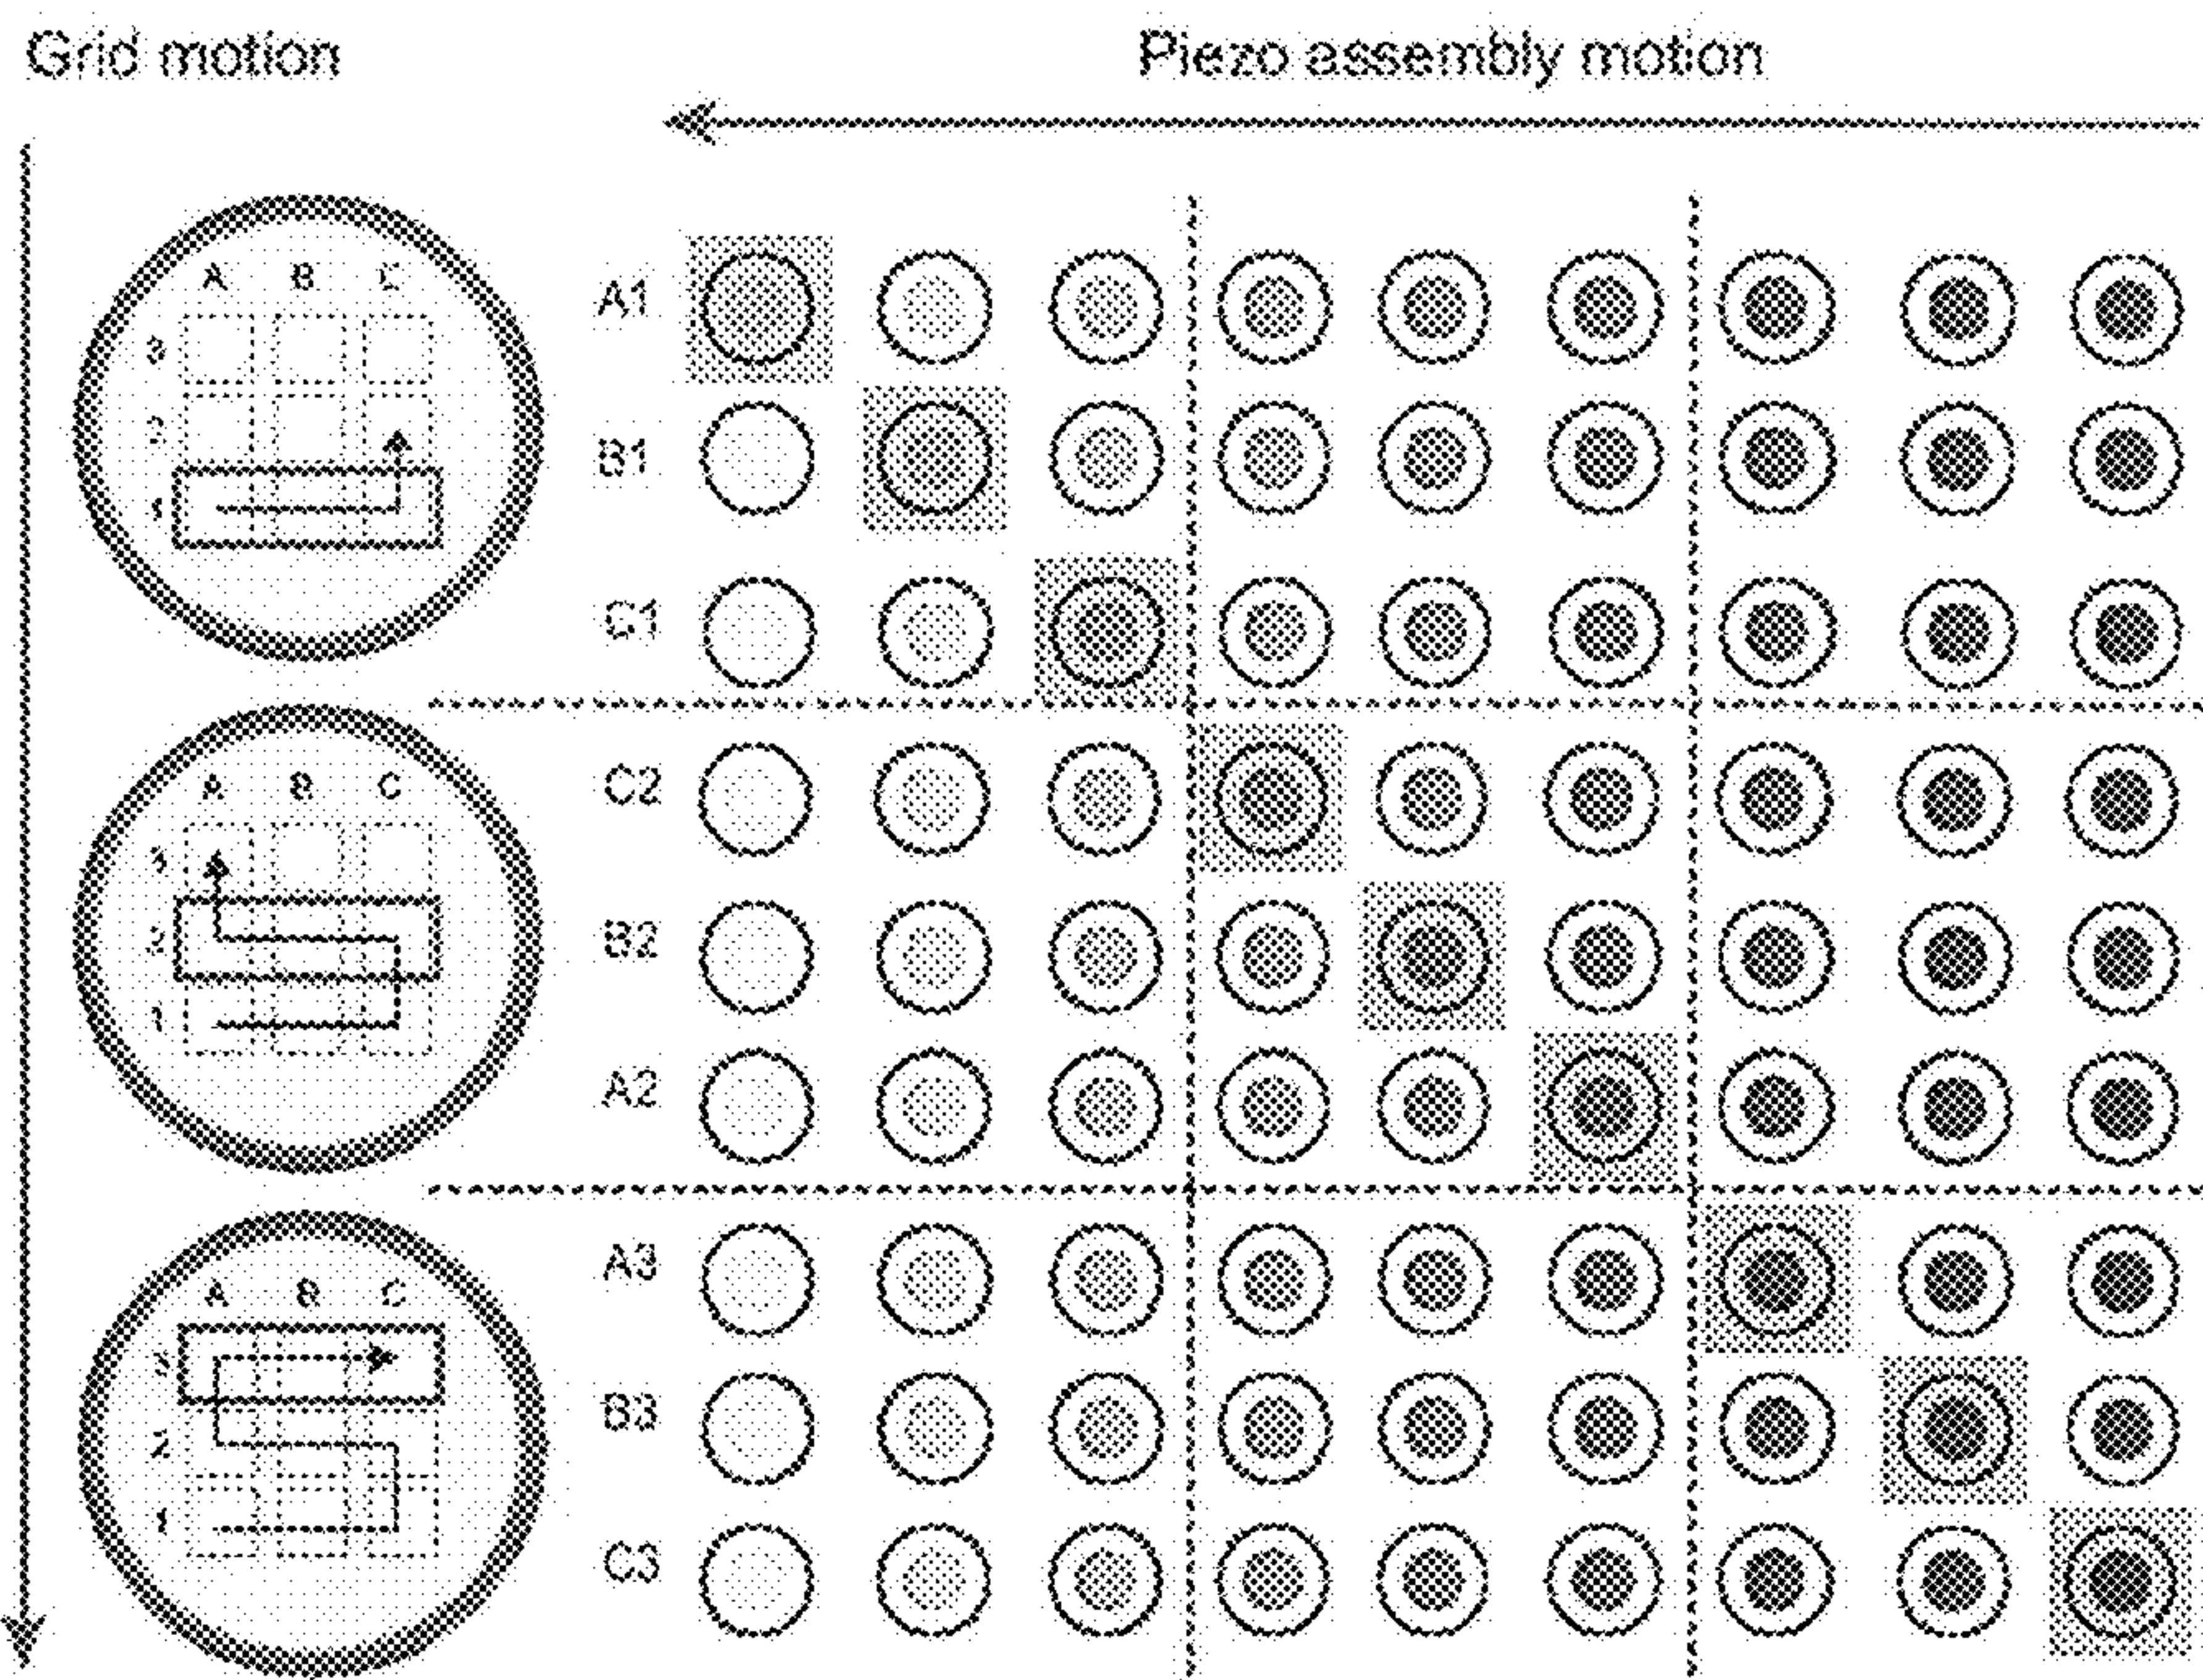 Grid motion
Piezo assembly motion
A B C
3
2
1
A1
B1
C1
A B C
3
2
1
C2
B2
A2
A B C
3
2
1
A3
B3
C3